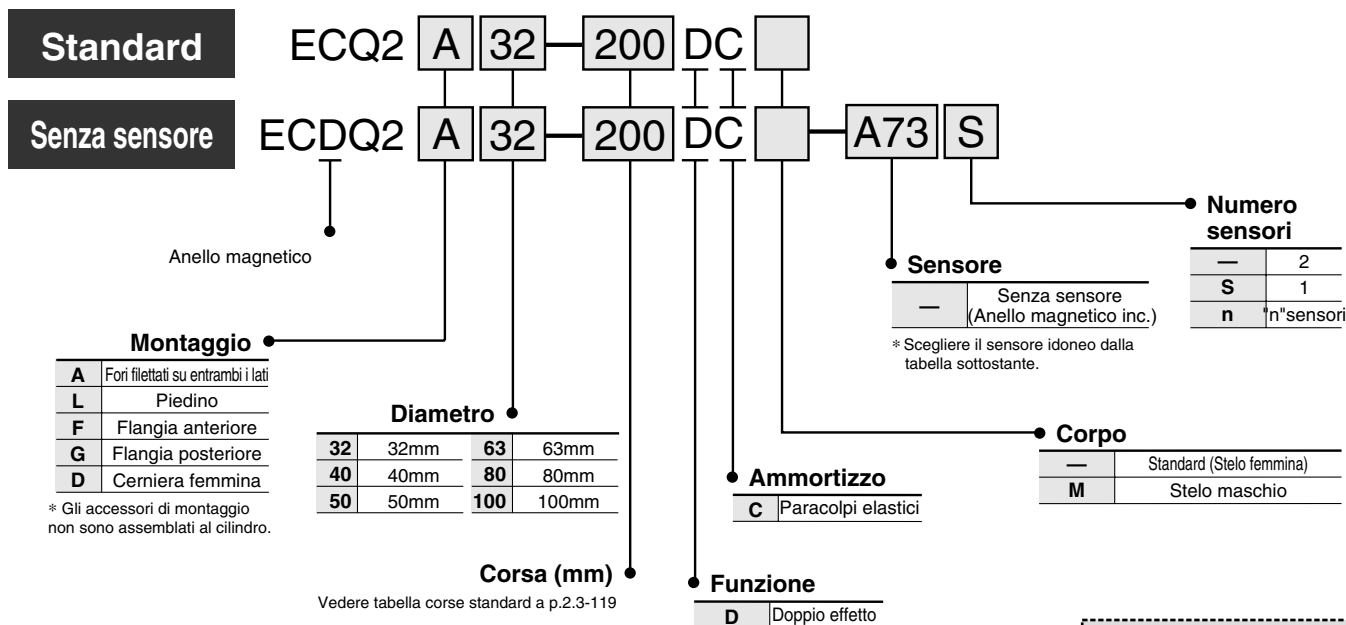 Standard ECQ2 A 32 — 200 D C
Senza sensore ECDQ2 A 32 — 200 D C — A73 S
Anello magnetico
Numero
sensori
— 2
S 1
n "n"sensori
Sensore
— Senza sensore
(Anello magnetico inc.)
* Scegliere il sensore idoneo dalla
tabella sottostante.
Montaggio
A Fori filettati su entrambi i lati
L Piedino
F Flangia anteriore
G Flangia posteriore
D Cerniera femmina
* Gli accessori di montaggio
non sono assemblati al cilindro.
Diametro
32 32mm 63 63mm
40 40mm 80 80mm
50 50mm 100 100mm
Corpo
— Standard (Stelo femmina)
M Stelo maschio
Ammortizzo
C Paracolpi elastici
Corsa (mm)
Vedere tabella corse standard a p.2.3-119
Funzione
D Doppio effetto